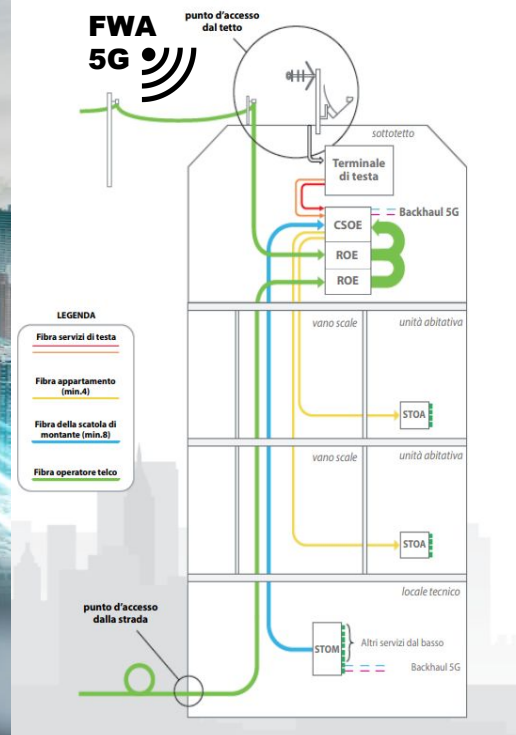 FWA
5G
punto d'accesso
dal tetto
sottotetto
Terminale
di testa
CSOE
Backhaul 5G
ROE
ROE
LEGENDA
Fibra servizi di testa
Fibra appartamento
(min.4)
Fibra della scatola di
montante (min.8)
Fibra operatore telco
vano scale
unità abitativa
STOA
vano scale
unità abitativa
STOA
locale tecnico
punto d'accesso
dalla strada
STOM
Altri servizi dal basso
Backhaul 5G